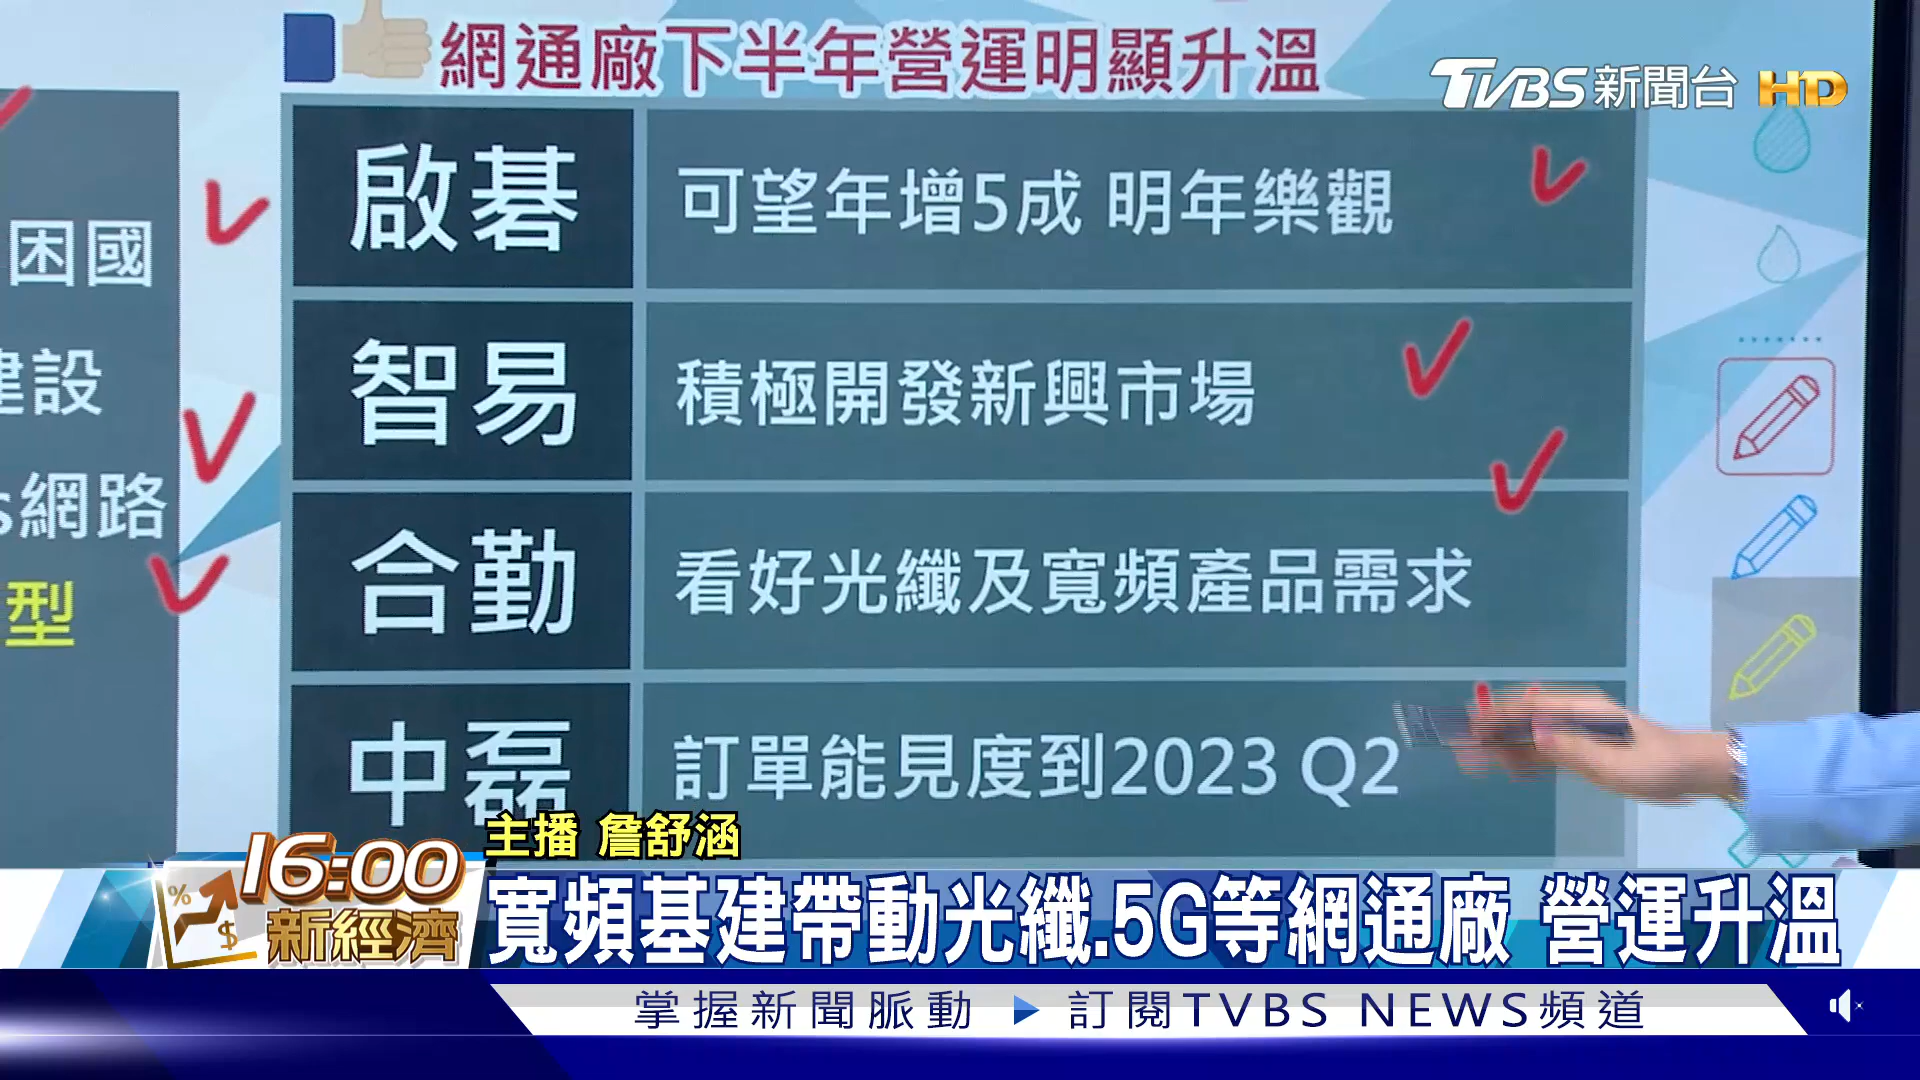 網通廠下半年營運明顯升溫
TVBS新聞台 HD
困國
建設
s網路
型
啟碁 可望年增5成 明年樂觀
智易 積極開發新興市場
合勤 看好光纖及寬頻產品需求
中磊 訂單能見度到2023 Q2
主播 詹舒涵
16:00
% $
新經濟
寬頻基建帶動光纖.5G等網通廠 營運升溫
掌握新聞脈動 ▶ 訂閱TVBS NEWS頻道